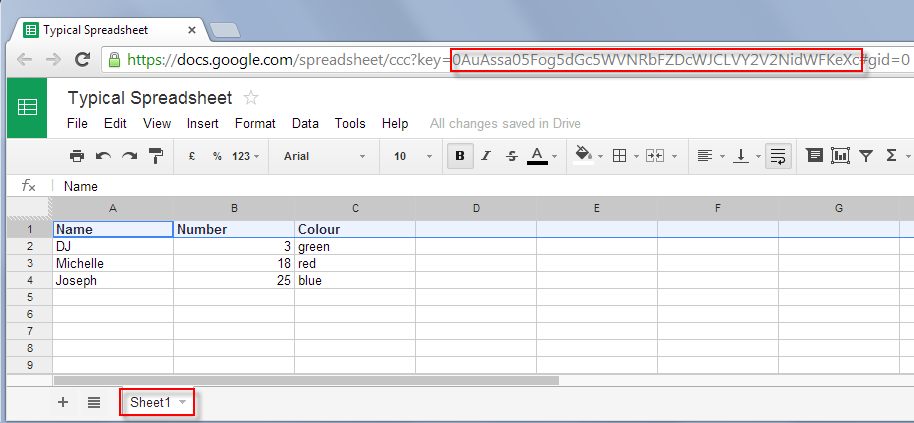 Typical Spreadsheet
https://docs.google.com/spreadsheet/ccc?key=0AuAssa05Fog5dGc5WVNRbFZDcWJCLVY2V2NidWFKeXc#gid=0
Typical Spreadsheet
File Edit View Insert Format Data Tools Help All changes saved in Drive
£ % 123 Arial 10 B I S A Σ
fx Name
A B C D E F G
1 Name Number Colour
2 DJ 3 green
3 Michelle 18 red
4 Joseph 25 blue
5
6
7
8
9
+ Sheet1